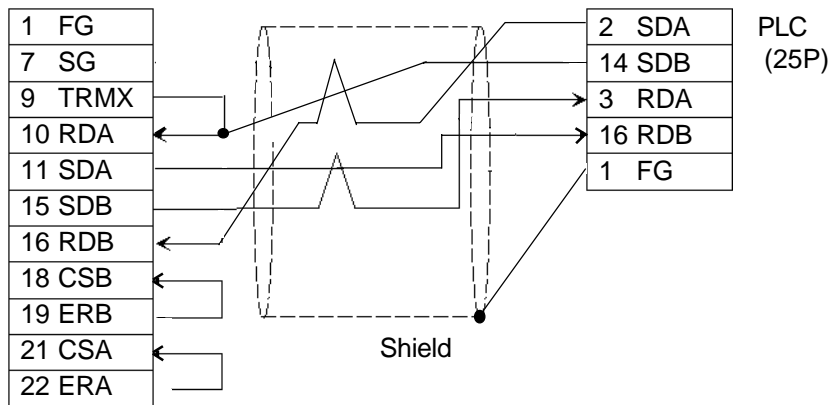 1 FG
7 SG
9 TRMX
10 RDA
11 SDA
15 SDB
16 RDB
18 CSB
19 ERB
21 CSA
22 ERA
Shield
2 SDA
14 SDB
3 RDA
16 RDB
1 FG
PLC
(25P)